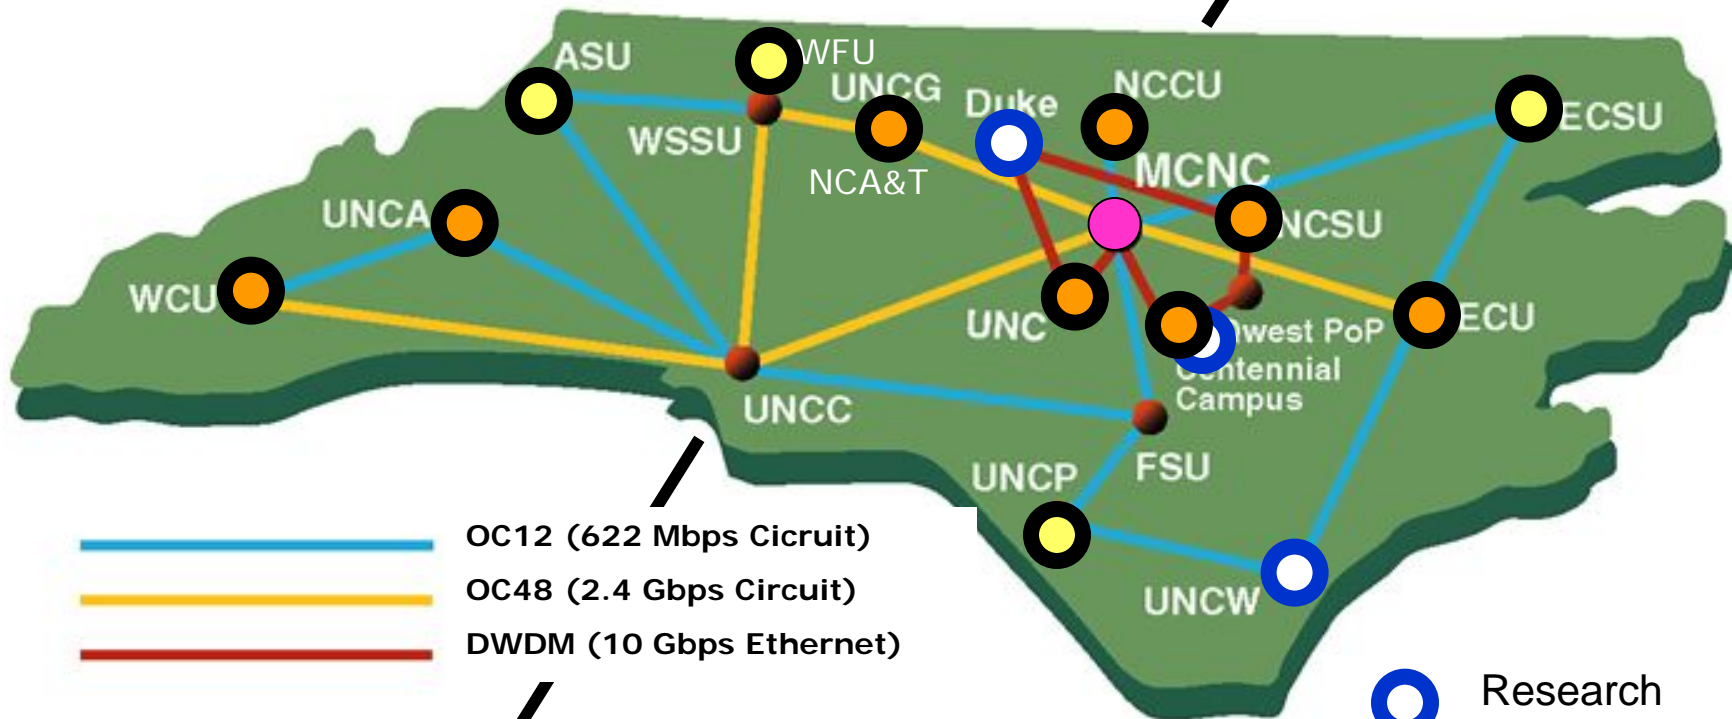 ASU
WFU
UNCG
Duke
NCCU
ECSU
WSSU
MCNC
NCA&T
UNCA
NCSU
WCU
UNC
west PoP
ECU
Centennial
Campus
UNCC
UNCP
FSU
OC12 (622 Mbps Cicruit)
OC48 (2.4 Gbps Circuit)
DWDM (10 Gbps Ethernet)
UNCW
Research